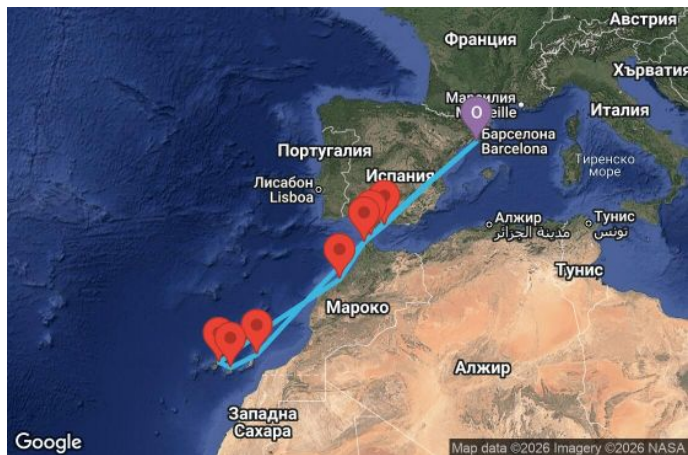 Австрия
Франция
Хърватия
Марсилия
Marseille
O
Италия
Барселона
Barcelona
Португалия
Испания
Тиренско
море
Лисабон
Lisboa
Алжир
مدينة الجزائر
Тунис
تونس
Тунис
Мароко
Алжир
Западна
Сахара
Google
Map data ©2026 Imagery ©2026 NASA